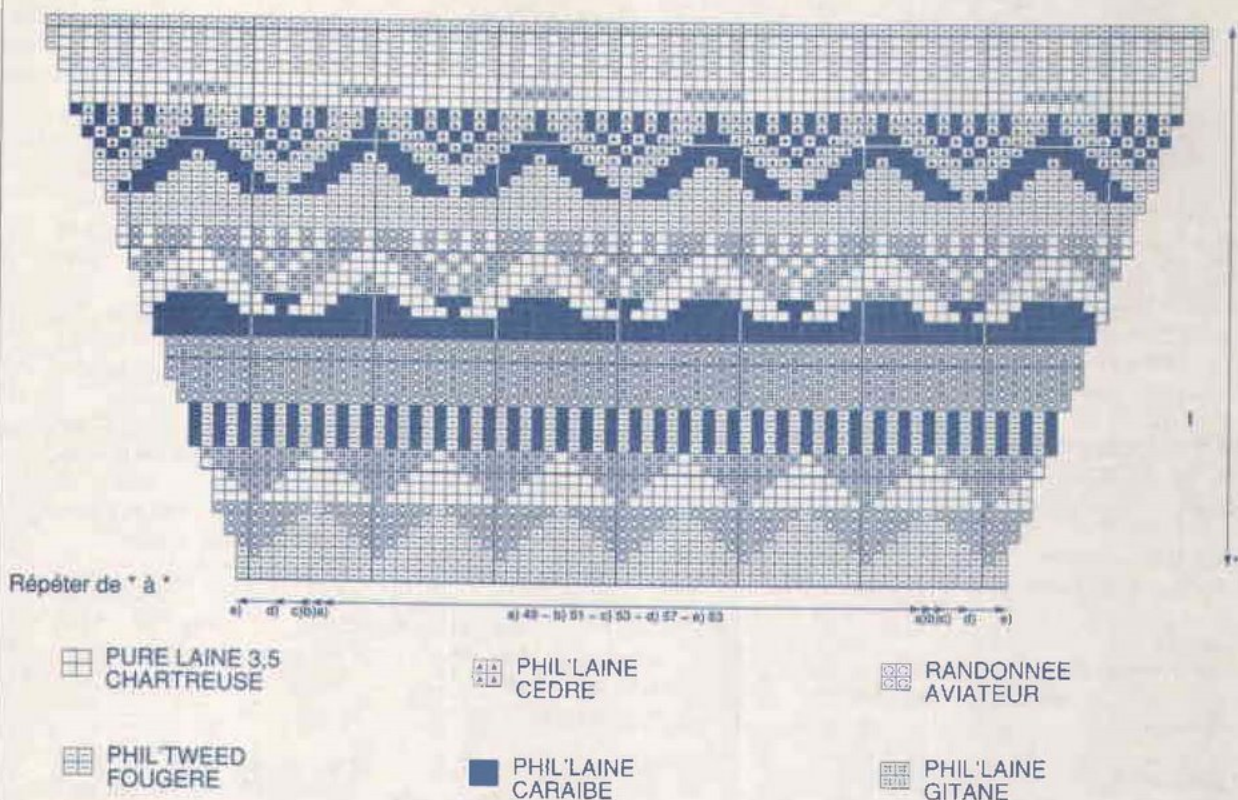 Répéter de * à *
e) d) c)b)a) a) 49 – b) 51 – c) 53 – d) 57 – e) 63 a)b)c) d) e)
PURE LAINE 3,5
CHARTREUSE
PHIL'LAINE
CEDRE
RANDONNEE
AVIATEUR
PHIL'TWEED
FOUGERE
PHIL'LAINE
CARAIBE
PHIL'LAINE
GITANE